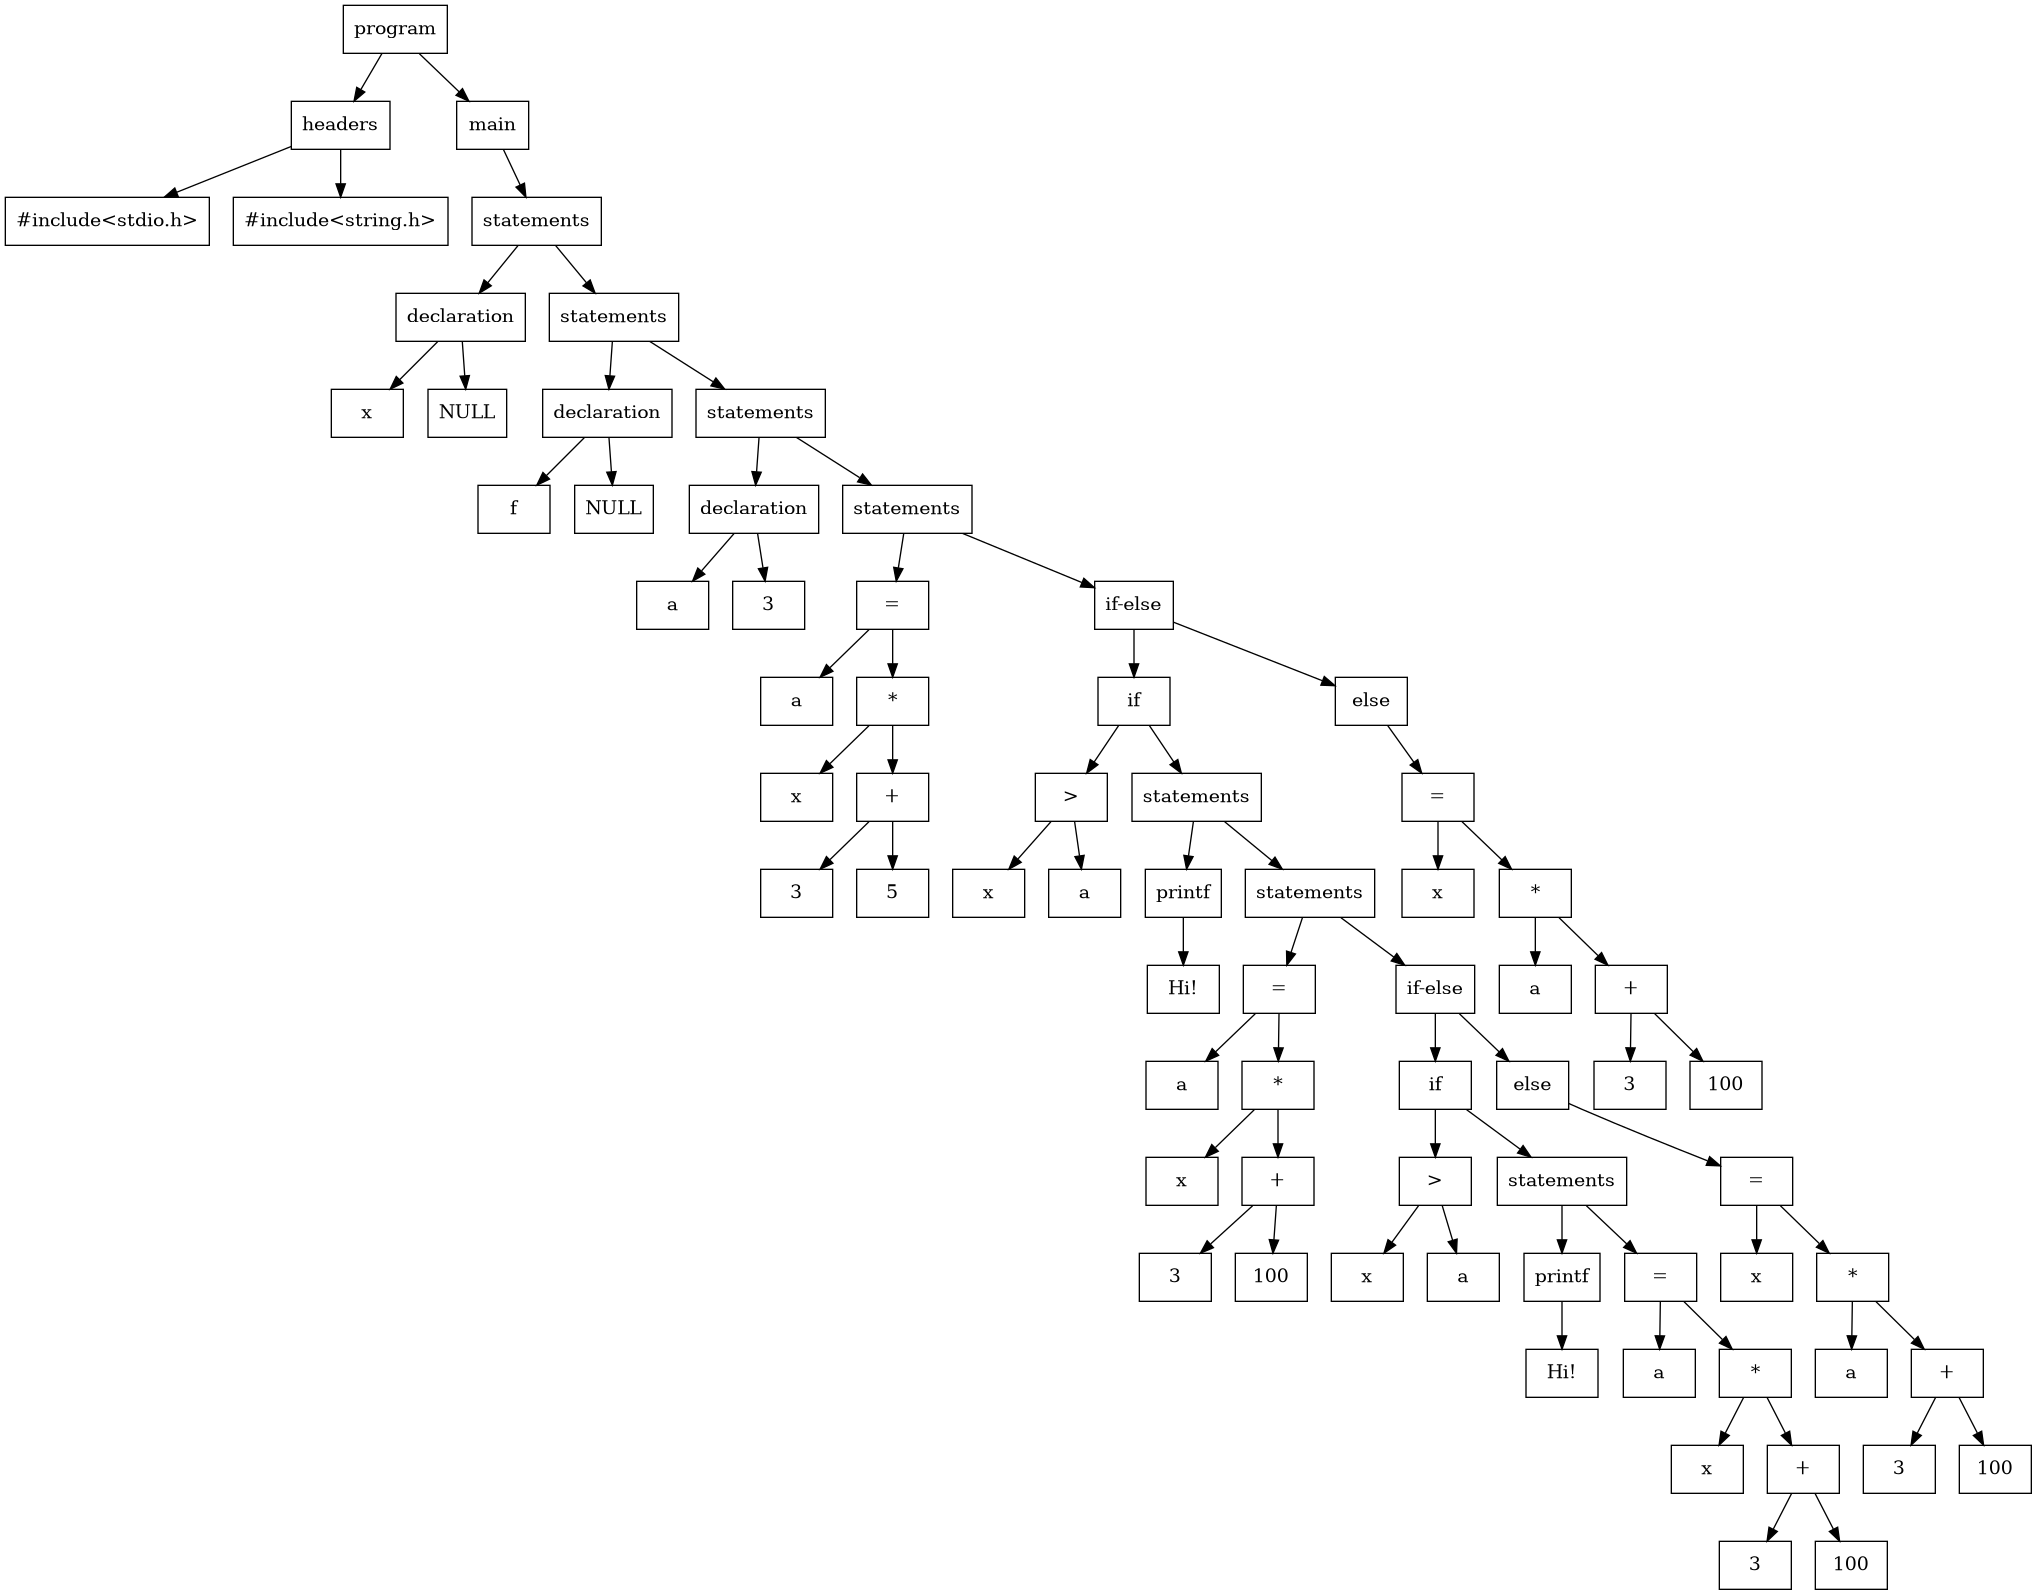 program
headers
main
#include<stdio.h>
#include<string.h>
statements
declaration
statements
x
NULL
declaration
statements
f
NULL
declaration
statements
a
3
=
if-else
a
*
if
else
x
+
>
statements
=
3
5
x
a
printf
statements
x
*
Hi!
=
if-else
a
+
a
*
if
else
3
100
x
+
>
statements
=
3
100
x
a
printf
=
x
*
Hi!
a
*
a
+
x
+
3
100
3
100